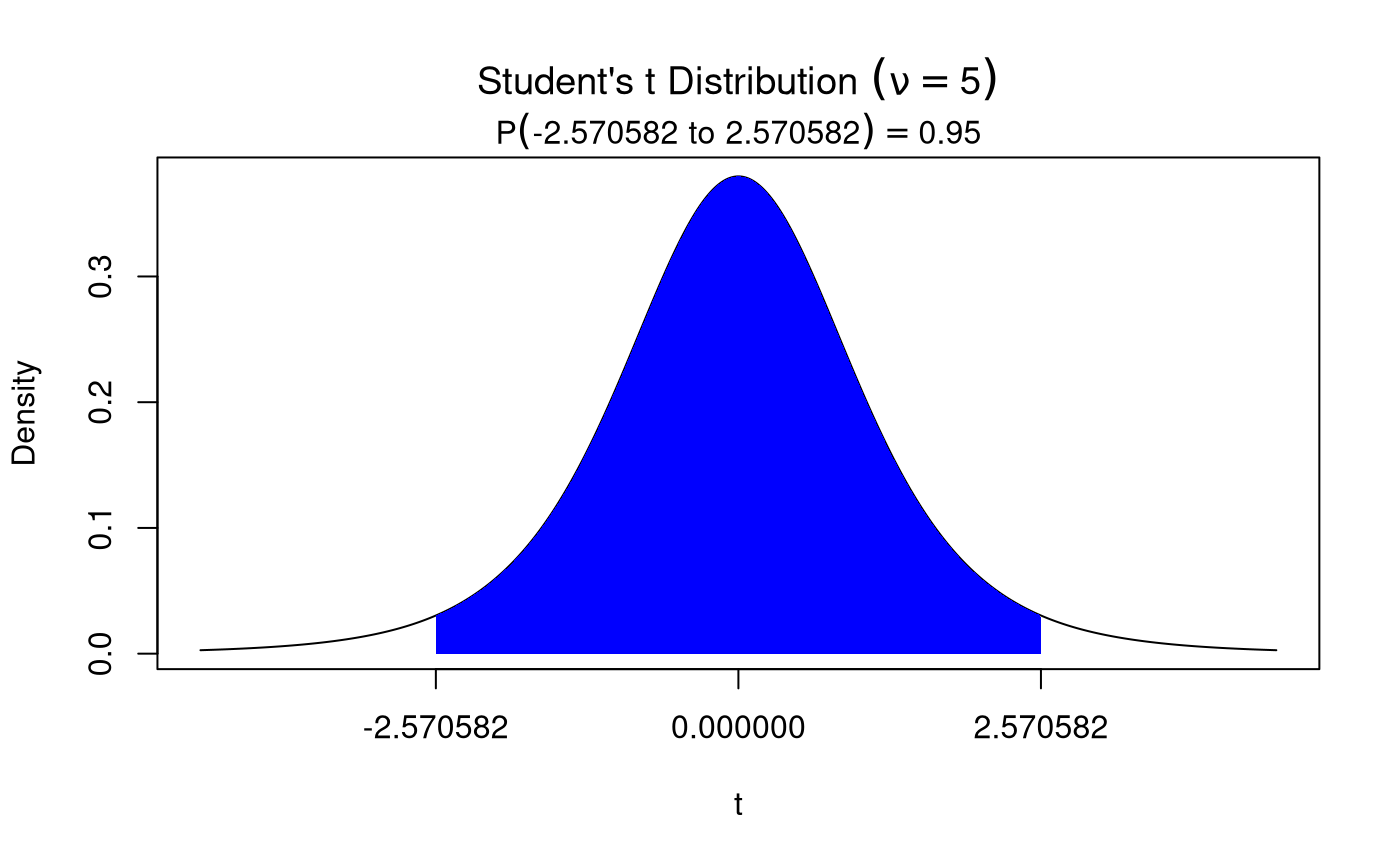 Student's t Distribution (ν = 5)
P(-2.570582 to 2.570582) = 0.95
Density
0.3
0.2
0.1
0.0
-2.570582 0.000000 2.570582
t